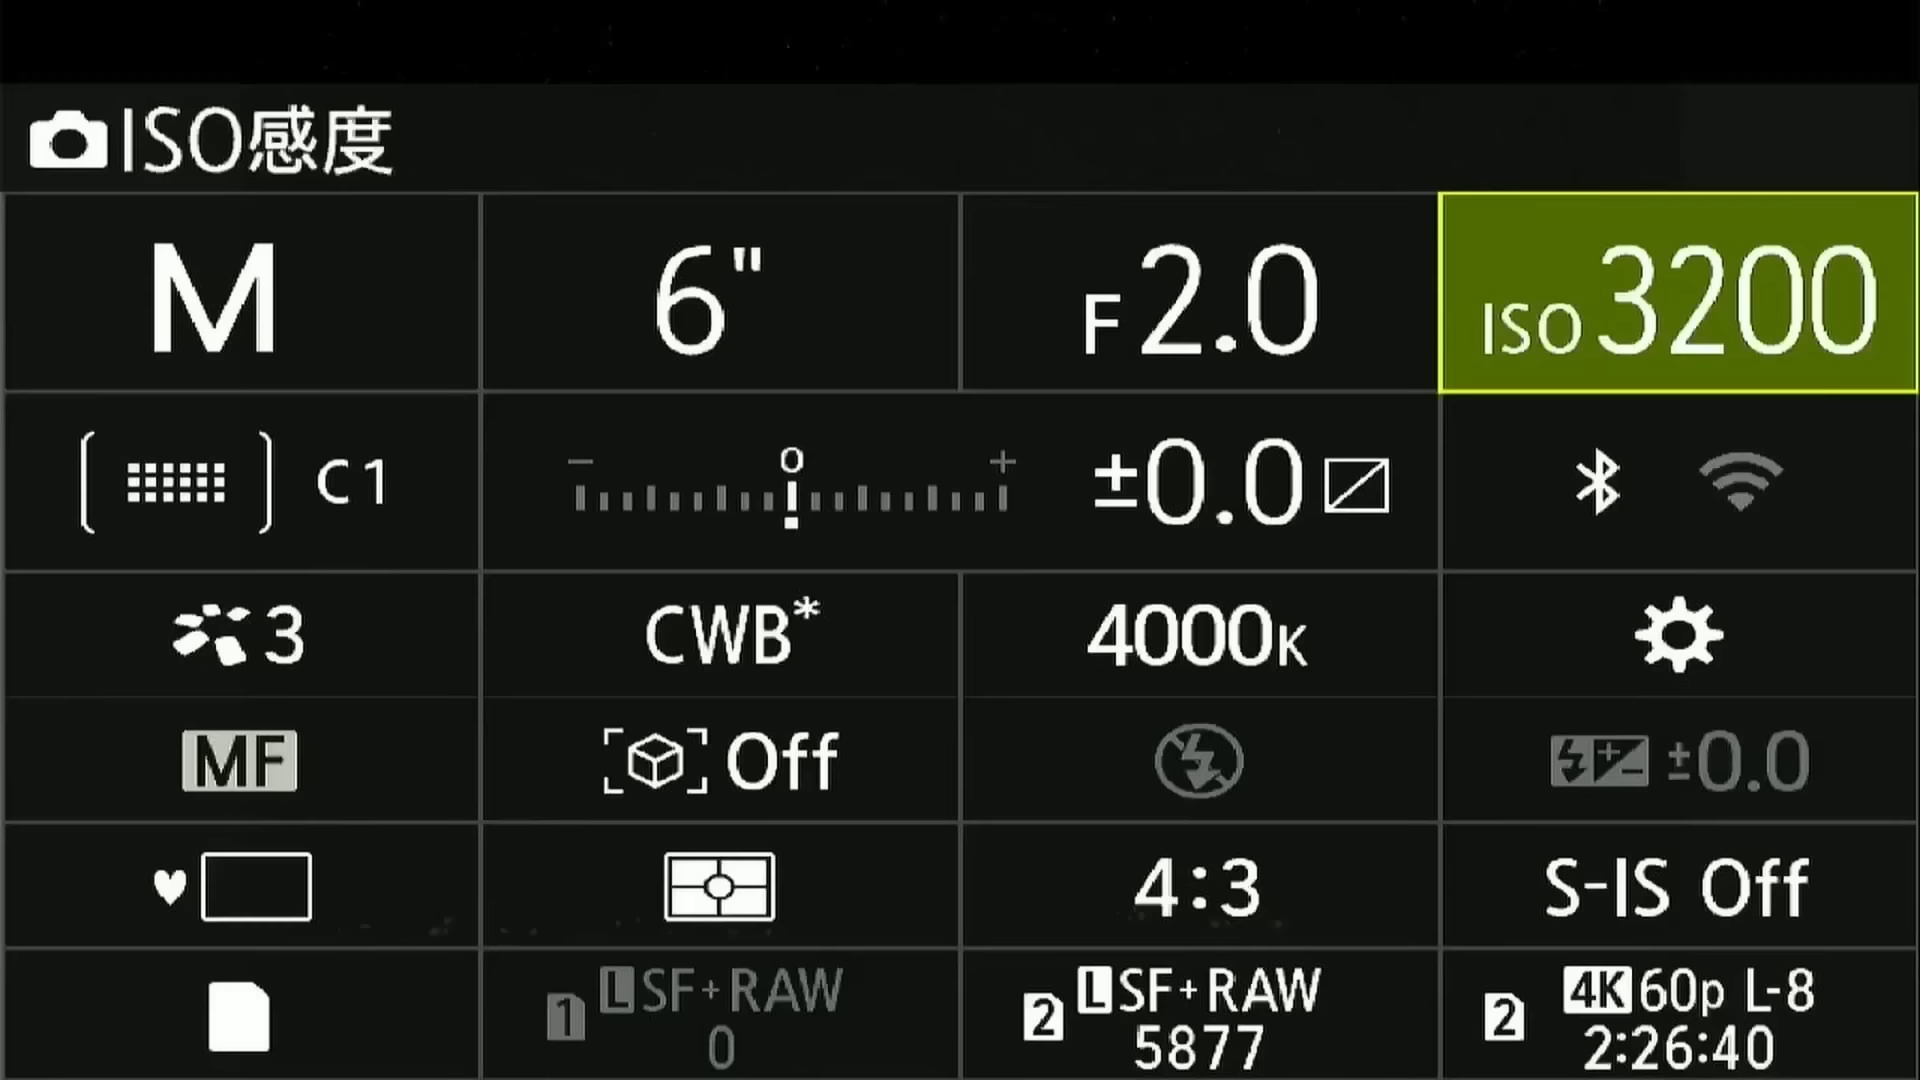 ISO感度
M
6"
F2.0
ISO3200
C1
− 0 +
±0.0
3
CWB*
4000K
MF
Off
±0.0
4:3
S-IS Off
1 L SF+RAW
0
2 L SF+RAW
5877
2 4K 60p L-8
2:26:40